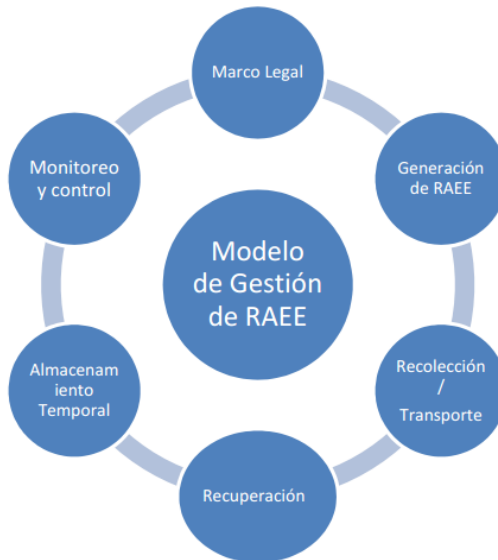 Marco Legal
Generación
de RAEE
Recolección
/
Transporte
Recuperación
Almacenam
iento
Temporal
Monitoreo
y control
Modelo
de Gestión
de RAEE